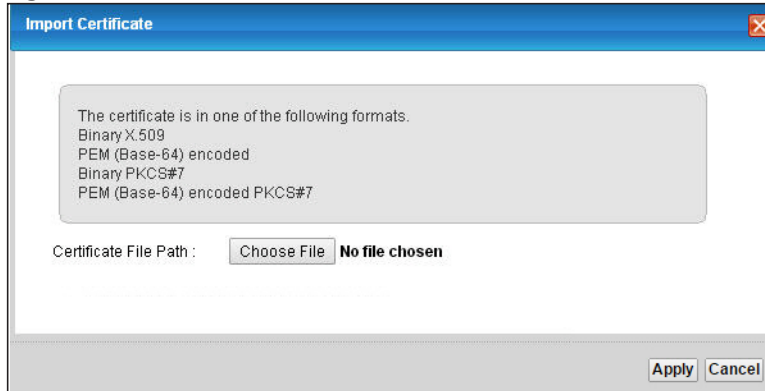 Import Certificate
The certificate is in one of the following formats.
Binary X.509
PEM (Base-64) encoded
Binary PKCS#7
PEM (Base-64) encoded PKCS#7
Certificate File Path : Choose File No file chosen
Apply Cancel